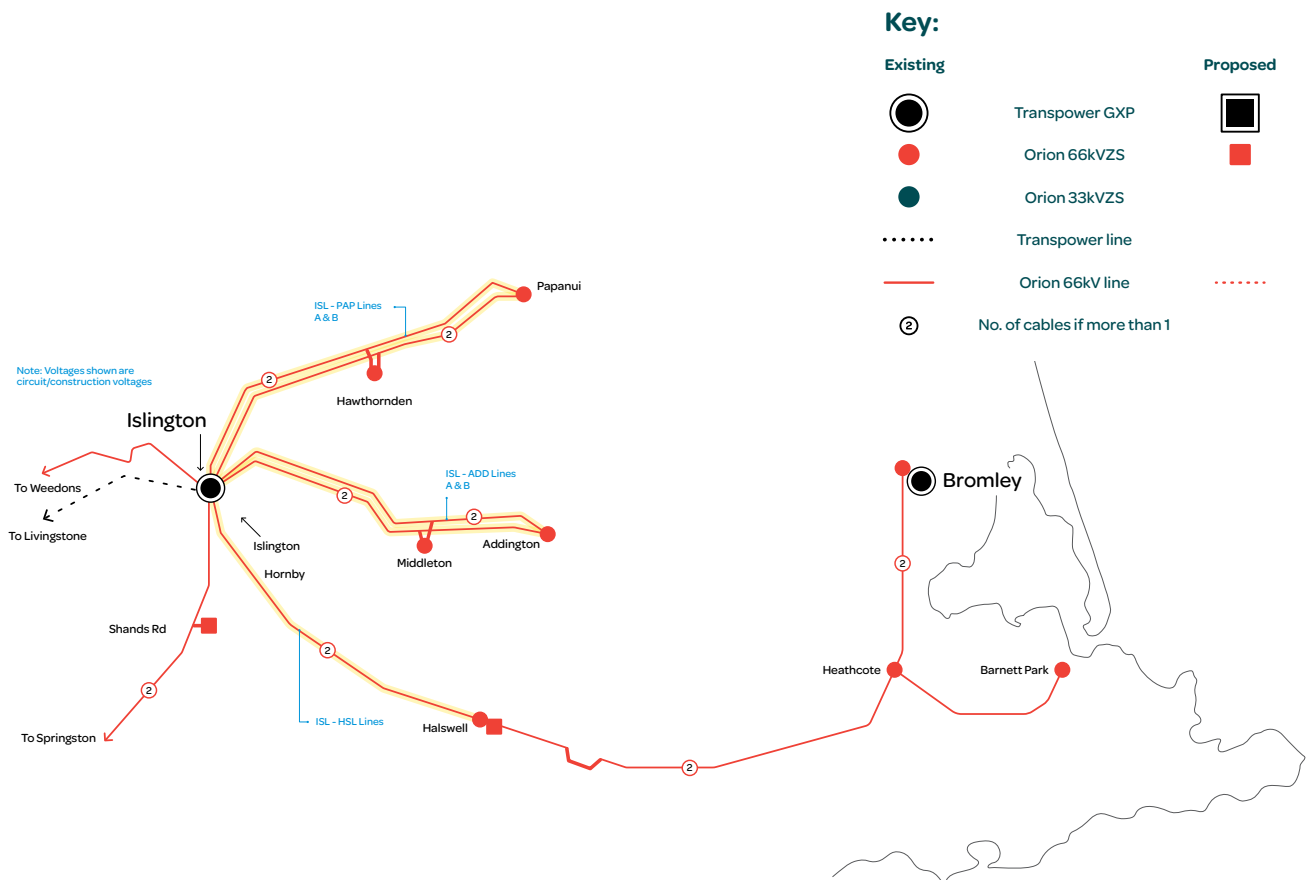 Key:
Existing
Proposed
Transpower GXP
Orion 66kVZS
Orion 33kVZS
Transpower line
Orion 66kV line
2
No. of cables if more than 1
Papanui
ISL - PAP Lines
A & B
2
2
Hawthornden
Note: Voltages shown are
circuit/construction voltages
Islington
To Weedons
To Livingstone
ISL - ADD Lines
A & B
2
2
Addington
Middleton
Islington
Hornby
Bromley
2
Shands Rd
2
2
To Springston
ISL - HSL Lines
Halswell
Heathcote
Barnett Park
2